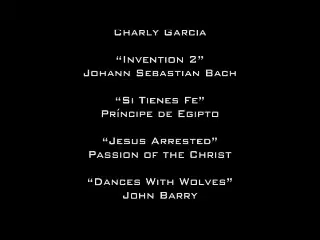 Charly Garcia
“Invention 2”
Johann Sebastian Bach
“Si Tienes Fe”
Príncipe de Egipto
“Jesus Arrested”
Passion of the Christ
“Dances With Wolves”
John Barry